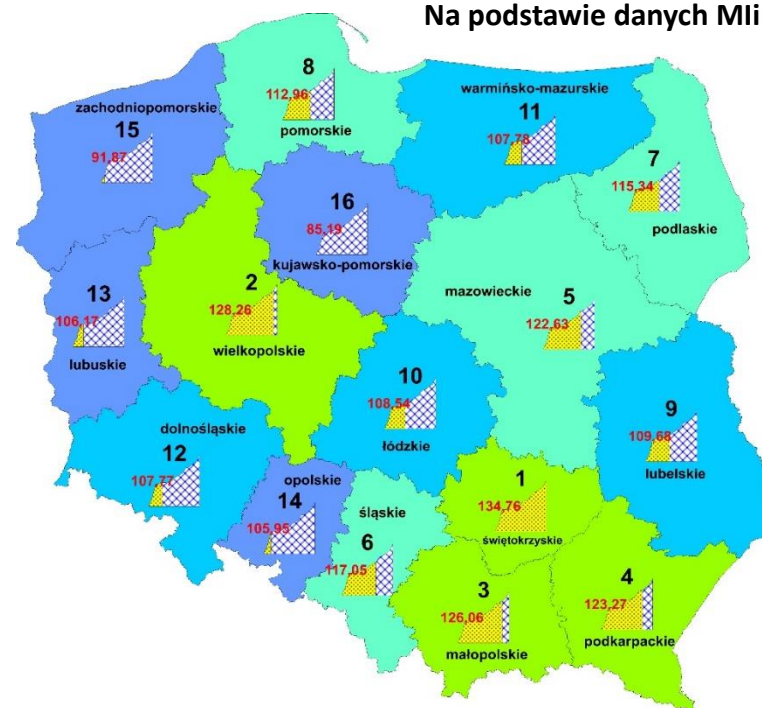 Na podstawie danych MIi
8
112,96
pomorskie
zachodniopomorskie
15
91,87
warmińsko-mazurskie
11
107,78
7
115,34
podlaskie
16
85,19
kujawsko-pomorskie
2
128,26
wielkopolskie
mazowieckie
5
122,63
13
106,17
lubuskie
10
108,54
łódzkie
9
109,68
lubelskie
dolnośląskie
12
107,77
opolskie
14
105,95
śląskie
6
117,05
1
134,76
świętokrzyskie
3
126,06
małopolskie
4
123,27
podkarpackie